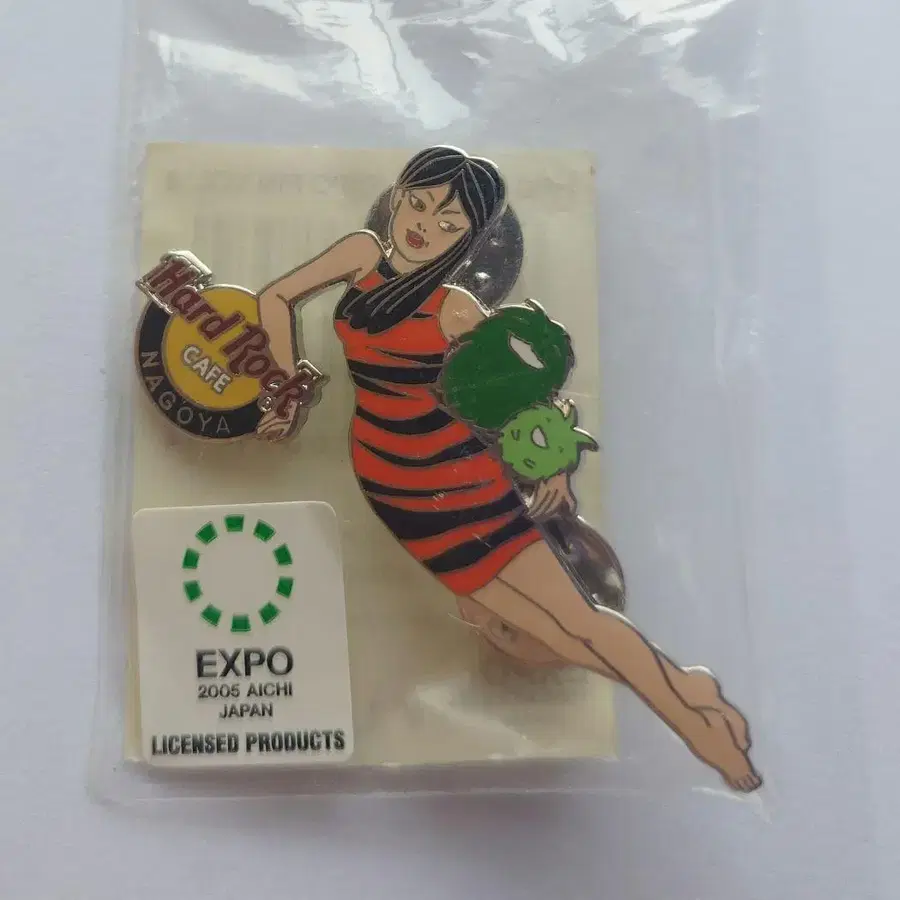 Hard Rock
CAFE
NAGOYA
EXPO
2005 AICHI
JAPAN
LICENSED PRODUCTS